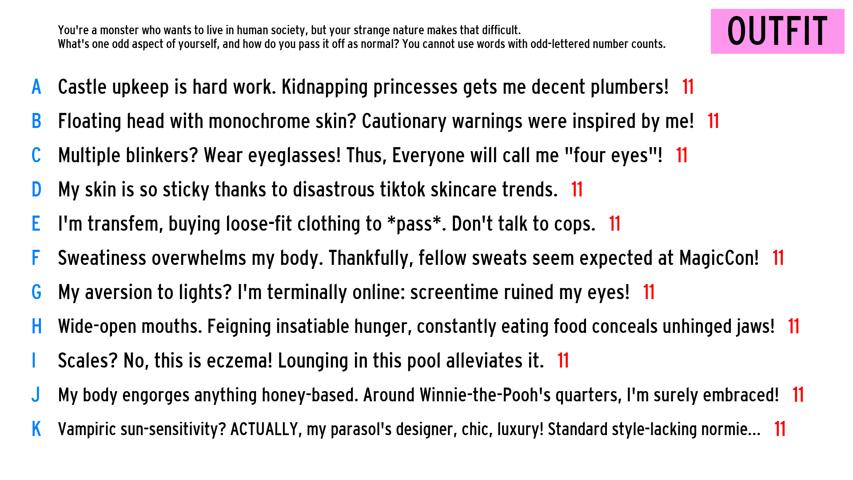 You're a monster who wants to live in human society, but your strange nature makes that difficult.
What's one odd aspect of yourself, and how do you pass it off as normal? You cannot use words with odd-lettered number counts.
OUTFIT
A Castle upkeep is hard work. Kidnapping princesses gets me decent plumbers! 11
B Floating head with monochrome skin? Cautionary warnings were inspired by me! 11
C Multiple blinkers? Wear eyeglasses! Thus, Everyone will call me "four eyes"! 11
D My skin is so sticky thanks to disastrous tiktok skincare trends. 11
E I'm transfem, buying loose-fit clothing to *pass*. Don't talk to cops. 11
F Sweatiness overwhelms my body. Thankfully, fellow sweats seem expected at MagicCon! 11
G My aversion to lights? I'm terminally online: screentime ruined my eyes! 11
H Wide-open mouths. Feigning insatiable hunger, constantly eating food conceals unhinged jaws! 11
I Scales? No, this is eczema! Lounging in this pool alleviates it. 11
J My body engorges anything honey-based. Around Winnie-the-Pooh's quarters, I'm surely embraced! 11
K Vampiric sun-sensitivity? ACTUALLY, my parasol's designer, chic, luxury! Standard style-lacking normie... 11